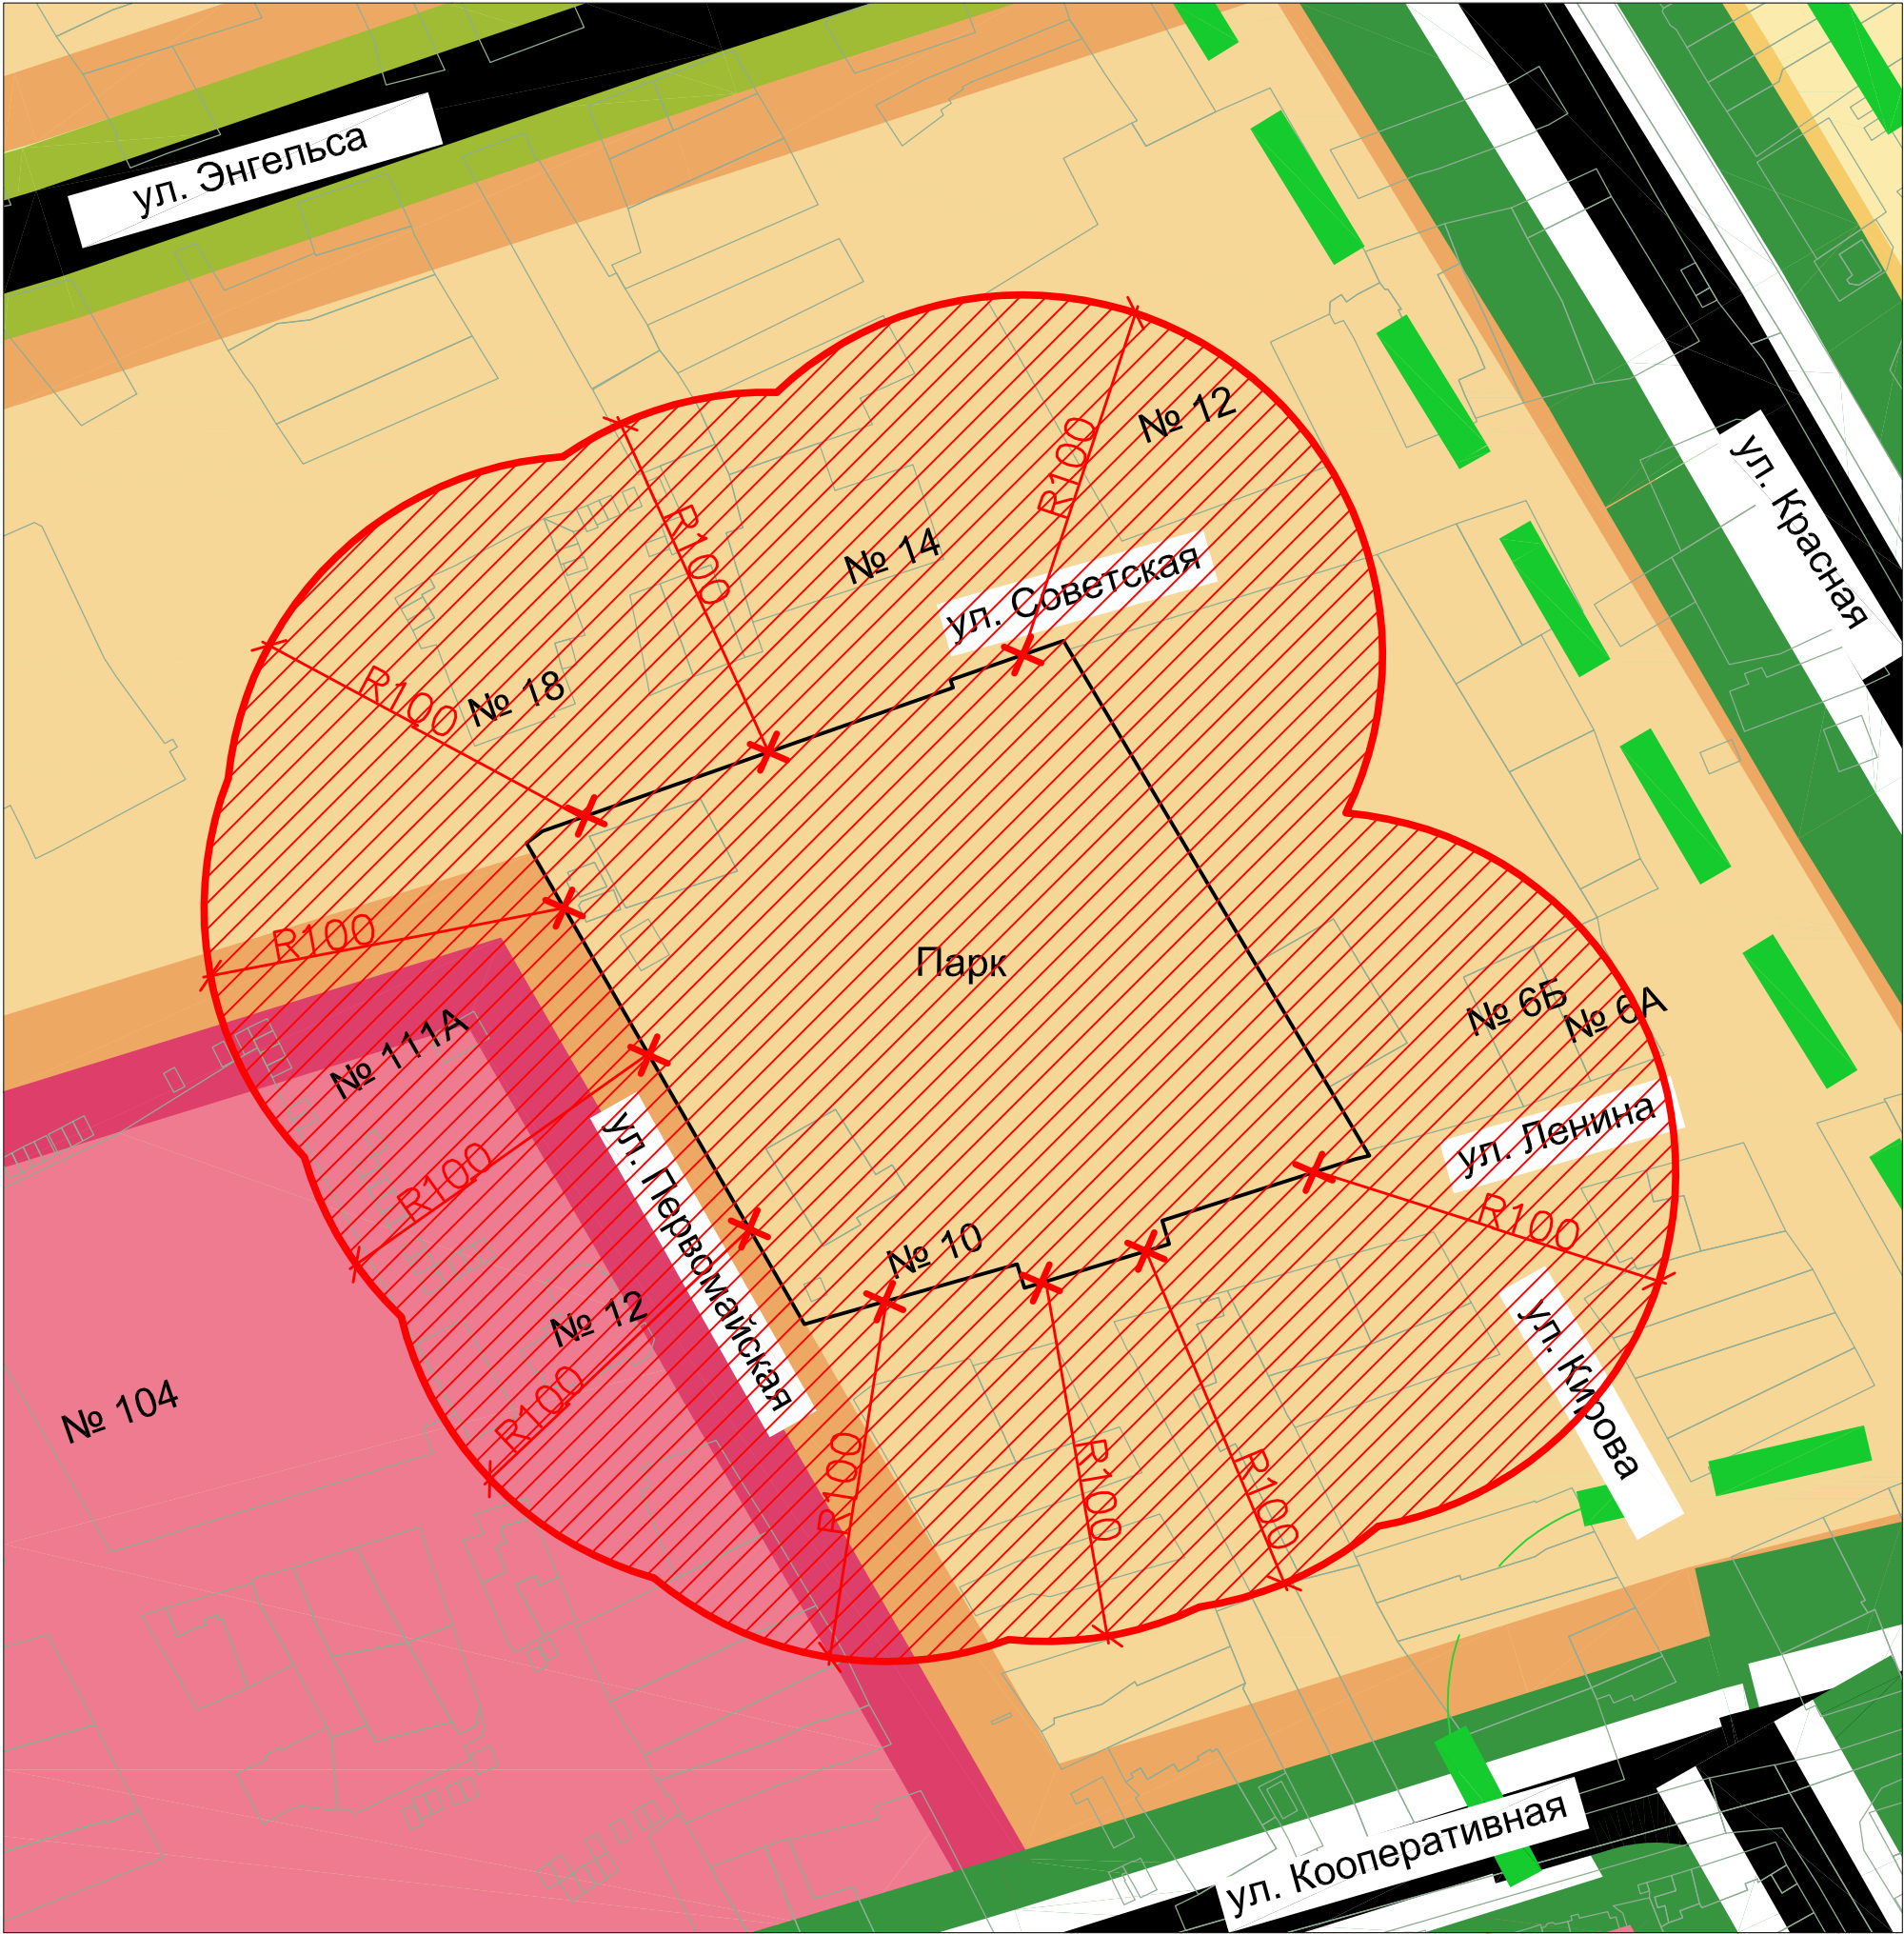 ул. Энгельса
№ 12
R100
ул. Красная
R100
№ 14
ул. Советская
R100
№ 18
R100
Парк
№ 6Б
№ 6А
№ 111А
ул. Ленина
R100
ул. Первомайская
R100
№ 10
№ 12
ул. Кирова
№ 104
R100
R100
R100
R100
ул. Кооперативная